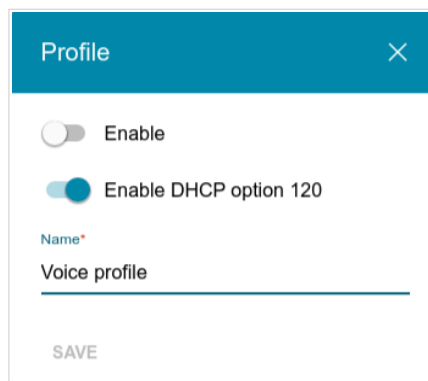 Profile
Enable
Enable DHCP option 120
Name*
Voice profile
SAVE